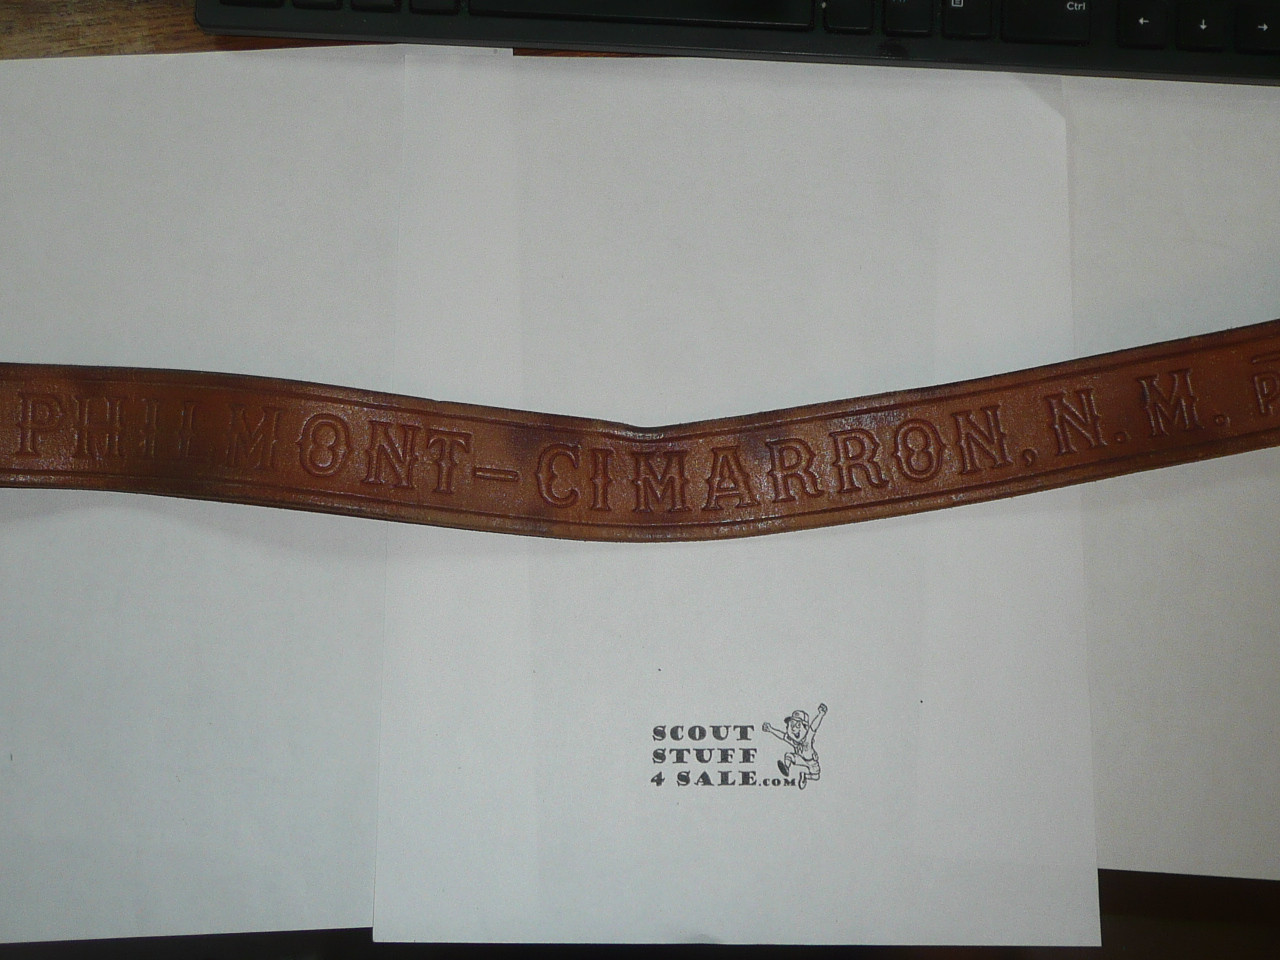 Ctrl
PHILMONT-CIMARRON, N. M.
SCOUT
STUFF
4 SALE.COM